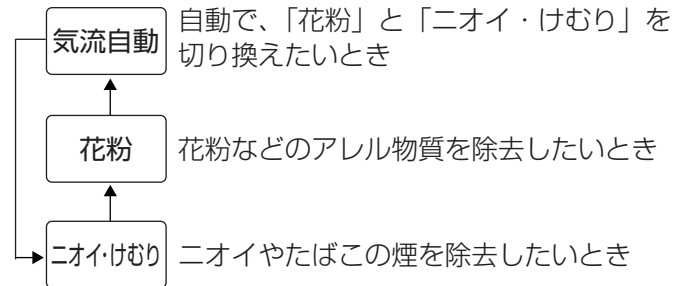 気流自動
自動で、「花粉」と「ニオイ・けむり」を
切り換えたいとき
花粉
花粉などのアレル物質を除去したいとき
ニオイ・けむり
ニオイやたばこの煙を除去したいとき